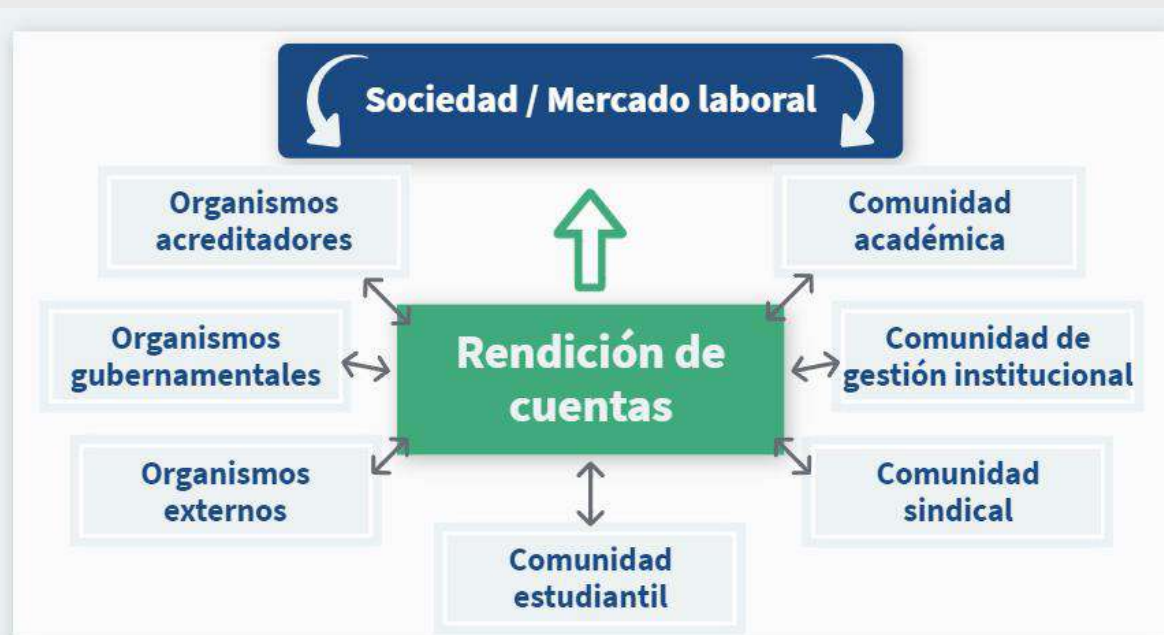 Sociedad / Mercado laboral
Organismos
acreditadores
Comunidad
académica
Organismos
gubernamentales
Rendición de
cuentas
Comunidad de
gestión institucional
Organismos
externos
Comunidad
sindical
Comunidad
estudiantil